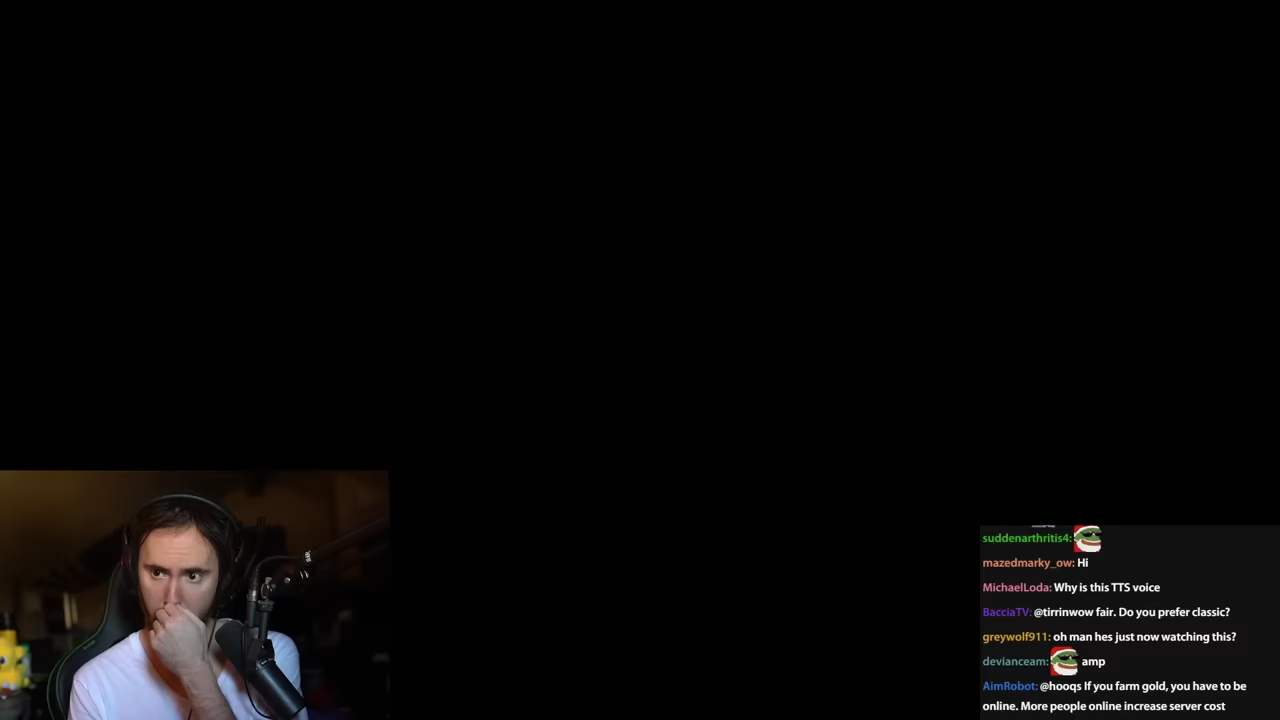 suddenarthritis4:
mazedmarky_ow: Hi
MichaelLoda: Why is this TTS voice
BacciaTV: @tirrinwow fair. Do you prefer classic?
greywolf911: oh man hes just now watching this?
devianceam: amp
AimRobot: @hooqs If you farm gold, you have to be
online. More people online increase server cost